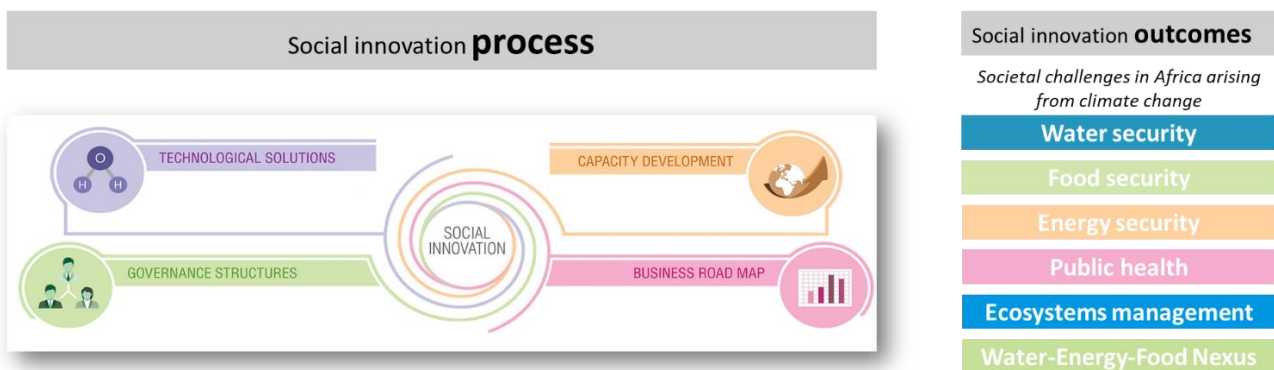 Social innovation process
TECHNOLOGICAL SOLUTIONS
O
H H
CAPACITY DEVELOPMENT
SOCIAL
INNOVATION
GOVERNANCE STRUCTURES
BUSINESS ROAD MAP
Social innovation outcomes
Societal challenges in Africa arising
from climate change
Water security
Food security
Energy security
Public health
Ecosystems management
Water-Energy-Food Nexus